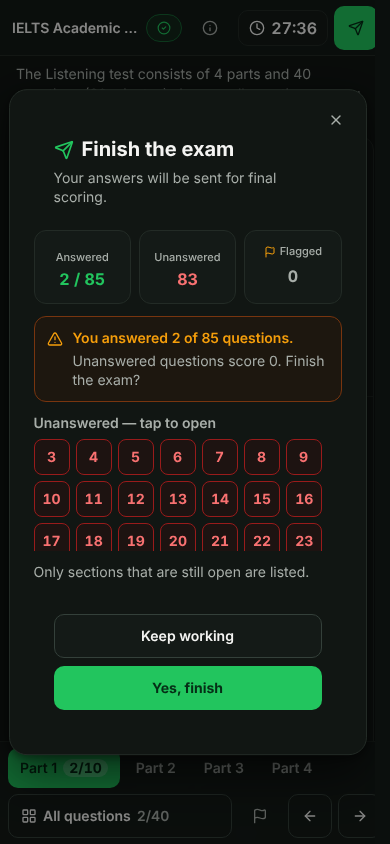 IELTS Academic ...
27:36
The Listening test consists of 4 parts and 40
Finish the exam
Your answers will be sent for final
scoring.
Answered
2 / 85
Unanswered
83
Flagged
0
You answered 2 of 85 questions.
Unanswered questions score 0. Finish
the exam?
Unanswered — tap to open
3 4 5 6 7 8 9
10 11 12 13 14 15 16
17 18 19 20 21 22 23
Only sections that are still open are listed.
Keep working
Yes, finish
Part 1 2/10 Part 2 Part 3 Part 4
All questions 2/40